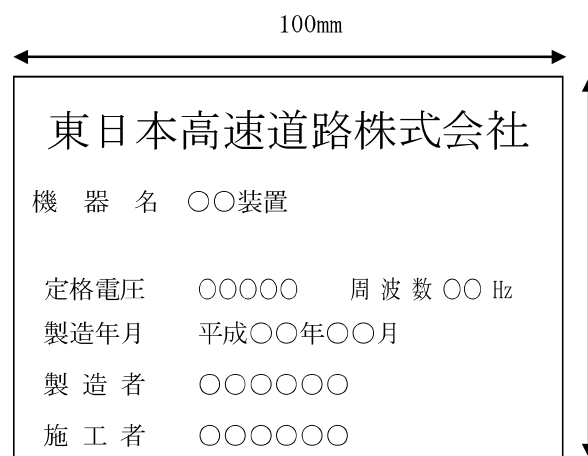 100mm
東日本高速道路株式会社
機 器 名 ○○装置
定格電圧 ○○○○○ 周 波 数 ○○ Hz
製造年月 平成○○年○○月
製 造 者 ○○○○○○
施 工 者 ○○○○○○